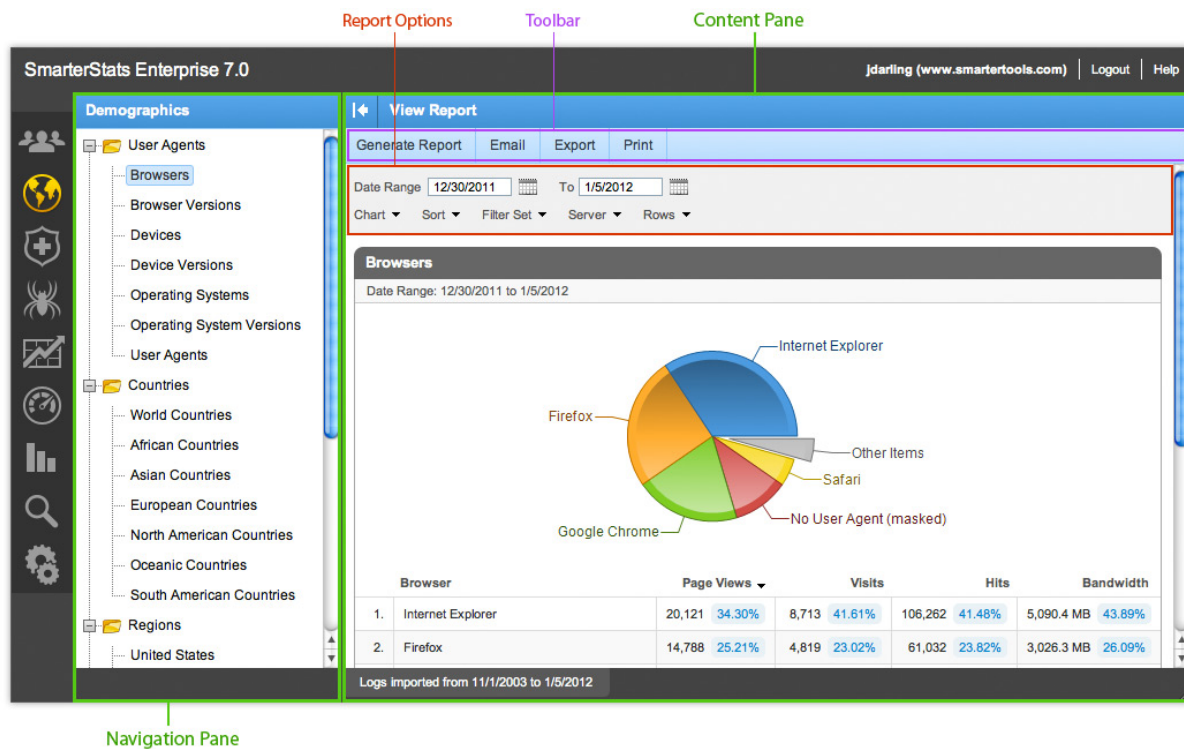 Report Options
Toolbar
Content Pane
SmarterStats Enterprise 7.0
jdarling (www.smartertools.com) Logout Help
Demographics
User Agents
Browsers
Browser Versions
Devices
Device Versions
Operating Systems
Operating System Versions
User Agents
Countries
World Countries
African Countries
Asian Countries
European Countries
North American Countries
Oceanic Countries
South American Countries
Regions
United States
View Report
Generate Report Email Export Print
Date Range 12/30/2011 To 1/5/2012
Chart Sort Filter Set Server Rows
Browsers
Date Range: 12/30/2011 to 1/5/2012
Internet Explorer
Firefox
Other Items
Safari
No User Agent (masked)
Google Chrome
Browser Page Views Visits Hits Bandwidth
1. Internet Explorer 20,121 34.30% 8,713 41.61% 106,262 41.48% 5,090.4 MB 43.89%
2. Firefox 14,788 25.21% 4,819 23.02% 61,032 23.82% 3,026.3 MB 26.09%
Logs imported from 11/1/2003 to 1/5/2012
Navigation Pane